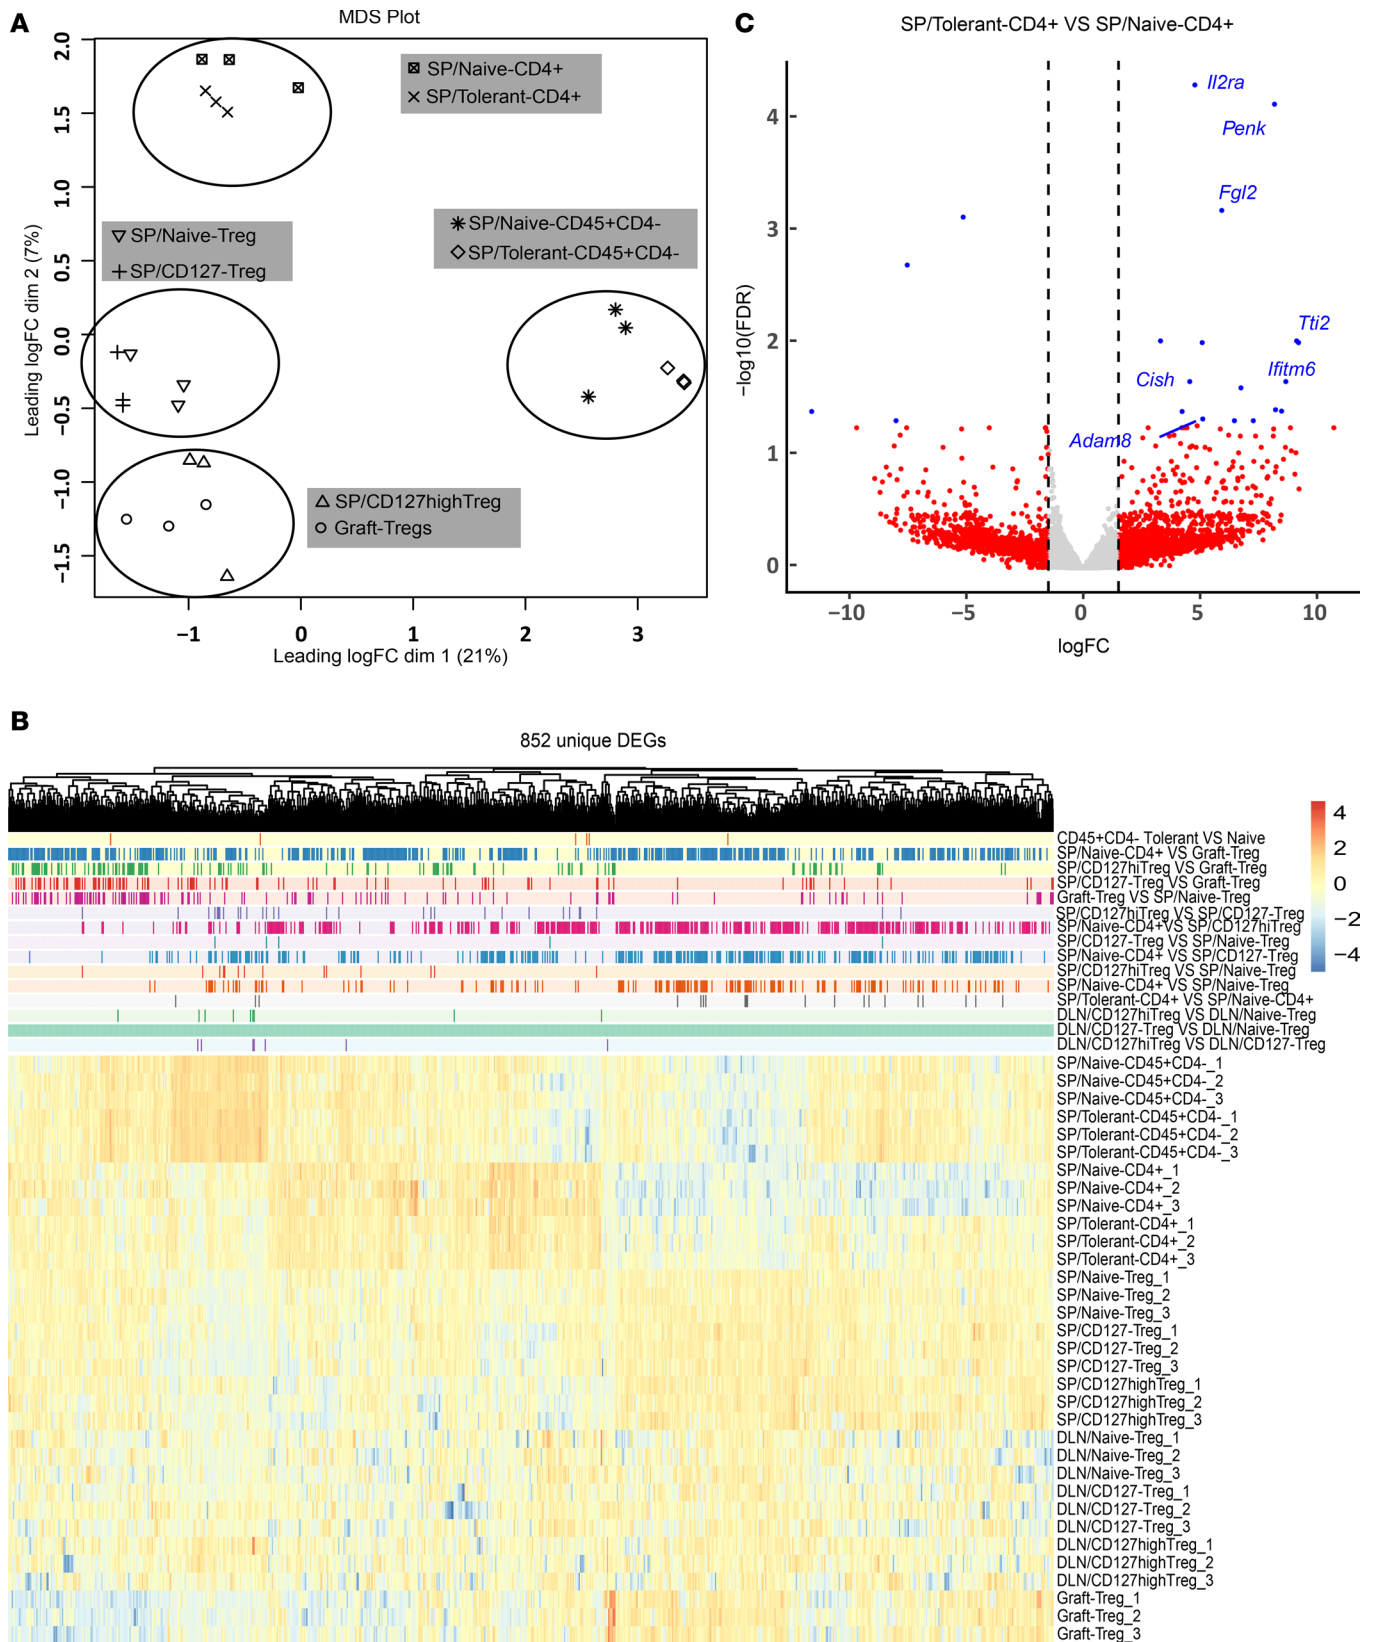 A
MDS Plot
SP/Naive-CD4+
SP/Tolerant-CD4+
SP/Naive-Treg
SP/CD127-Treg
SP/Naive-CD45+CD4-
SP/Tolerant-CD45+CD4-
SP/CD127highTreg
Graft-Tregs
Leading logFC dim 2 (7%)
2.0
1.5
1.0
0.5
0.0
−0.5
−1.0
−1.5
−1 0 1 2 3
Leading logFC dim 1 (21%)
C
SP/Tolerant-CD4+ VS SP/Naive-CD4+
Il2ra
Penk
Fgl2
Tti2
Ifitm6
Cish
Adam8
−log10(FDR)
4
3
2
1
0
−10 −5 0 5 10
logFC
B
852 unique DEGs
CD45+CD4- Tolerant VS Naive
SP/Naive-CD4+ VS Graft-Treg
SP/CD127hiTreg VS Graft-Treg
SP/CD127-Treg VS Graft-Treg
Graft-Treg VS SP/Naive-Treg
SP/CD127hiTreg VS SP/CD127-Treg
SP/Naive-CD4+VS SP/CD127hiTreg
SP/CD127-Treg VS SP/Naive-Treg
SP/Naive-CD4+ VS SP/CD127-Treg
SP/CD127hiTreg VS SP/Naive-Treg
SP/Naive-CD4+ VS SP/Naive-Treg
SP/Tolerant-CD4+ VS SP/Naive-CD4+
DLN/CD127hiTreg VS DLN/Naive-Treg
DLN/CD127-Treg VS DLN/Naive-Treg
DLN/CD127hiTreg VS DLN/CD127-Treg
SP/Naive-CD45+CD4-_1
SP/Naive-CD45+CD4-_2
SP/Naive-CD45+CD4-_3
SP/Tolerant-CD45+CD4-_1
SP/Tolerant-CD45+CD4-_2
SP/Tolerant-CD45+CD4-_3
SP/Naive-CD4+_1
SP/Naive-CD4+_2
SP/Naive-CD4+_3
SP/Tolerant-CD4+_1
SP/Tolerant-CD4+_2
SP/Tolerant-CD4+_3
SP/Naive-Treg_1
SP/Naive-Treg_2
SP/Naive-Treg_3
SP/CD127-Treg_1
SP/CD127-Treg_2
SP/CD127-Treg_3
SP/CD127highTreg_1
SP/CD127highTreg_2
SP/CD127highTreg_3
DLN/Naive-Treg_1
DLN/Naive-Treg_2
DLN/Naive-Treg_3
DLN/CD127-Treg_1
DLN/CD127-Treg_2
DLN/CD127-Treg_3
DLN/CD127highTreg_1
DLN/CD127highTreg_2
DLN/CD127highTreg_3
Graft-Treg_1
Graft-Treg_2
Graft-Treg_3
4
2
0
−2
−4